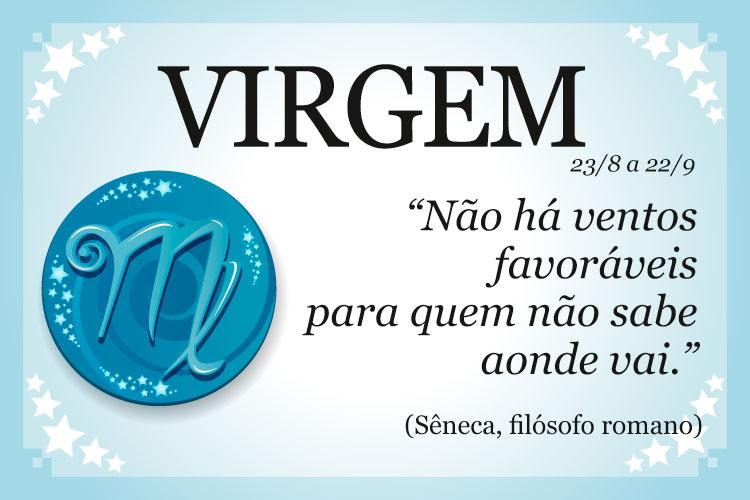 VIRGEM
23/8 a 22/9
“Não há ventos
favoráveis
para quem não sabe
aonde vai.”
(Sêneca, filósofo romano)